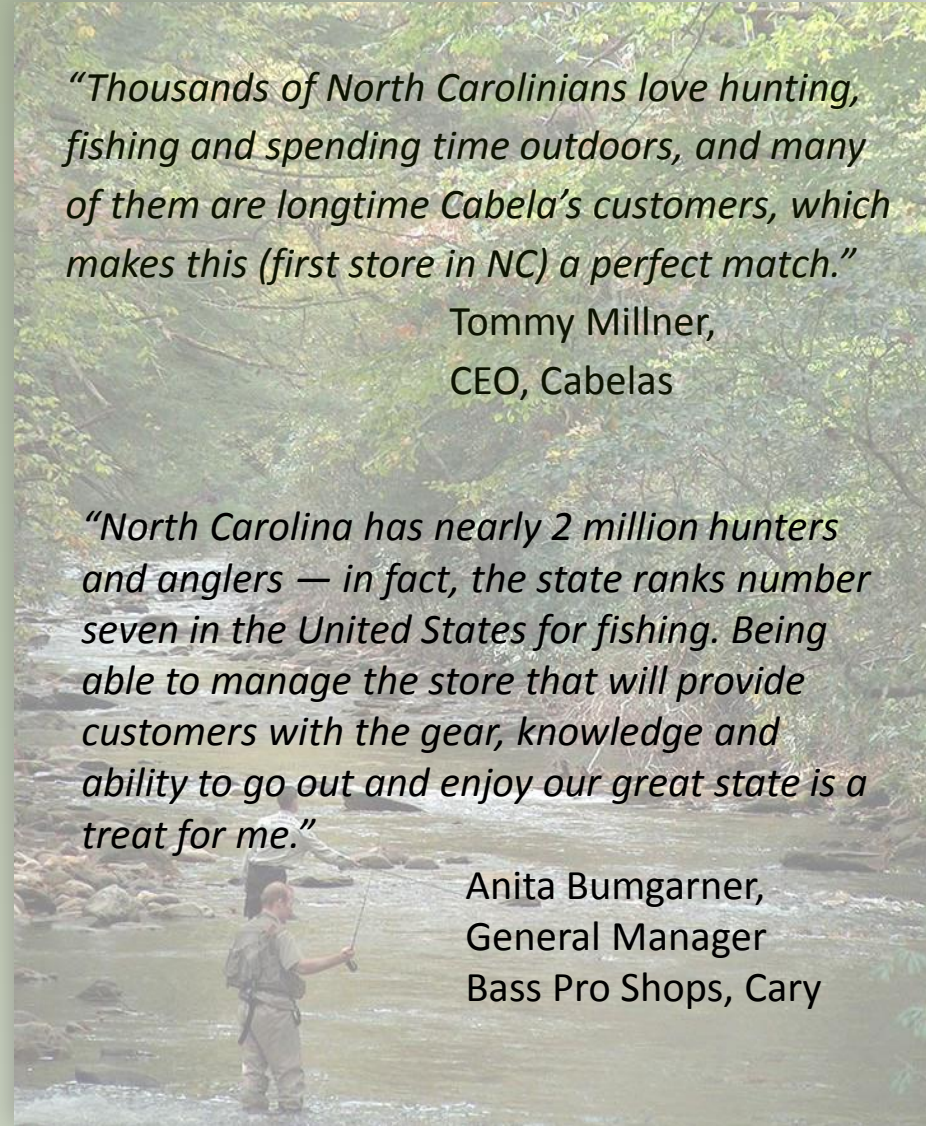 “Thousands of North Carolinians love hunting,
fishing and spending time outdoors, and many
of them are longtime Cabela’s customers, which
makes this (first store in NC) a perfect match.”
Tommy Millner,
CEO, Cabelas
“North Carolina has nearly 2 million hunters
and anglers — in fact, the state ranks number
seven in the United States for fishing. Being
able to manage the store that will provide
customers with the gear, knowledge and
ability to go out and enjoy our great state is a
treat for me.”
Anita Bumgarner,
General Manager
Bass Pro Shops, Cary